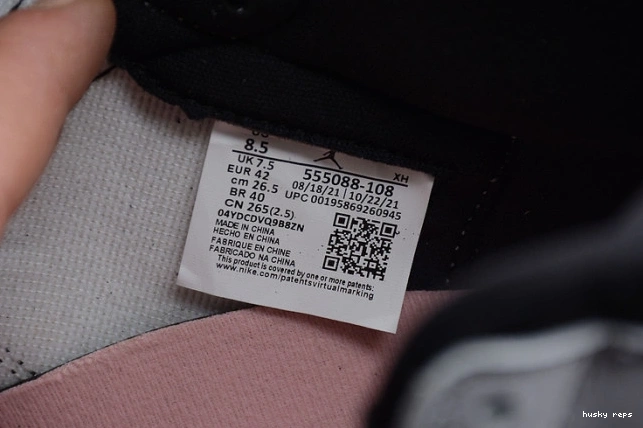 8.5
UK 7.5
EUR 42
cm 26.5
BR 40
CN 265(2.5)
XH
555088-108
08/18/21 | 10/22/21
UPC 00195869260945
04YDCDVQ9B8ZN
MADE IN CHINA
HECHO EN CHINA
FABRIQUE EN CHINE
FABRICADO NA CHINA
This product is covered by one or more patents:
www.nike.com/patentsvirtualmarking
husky reps